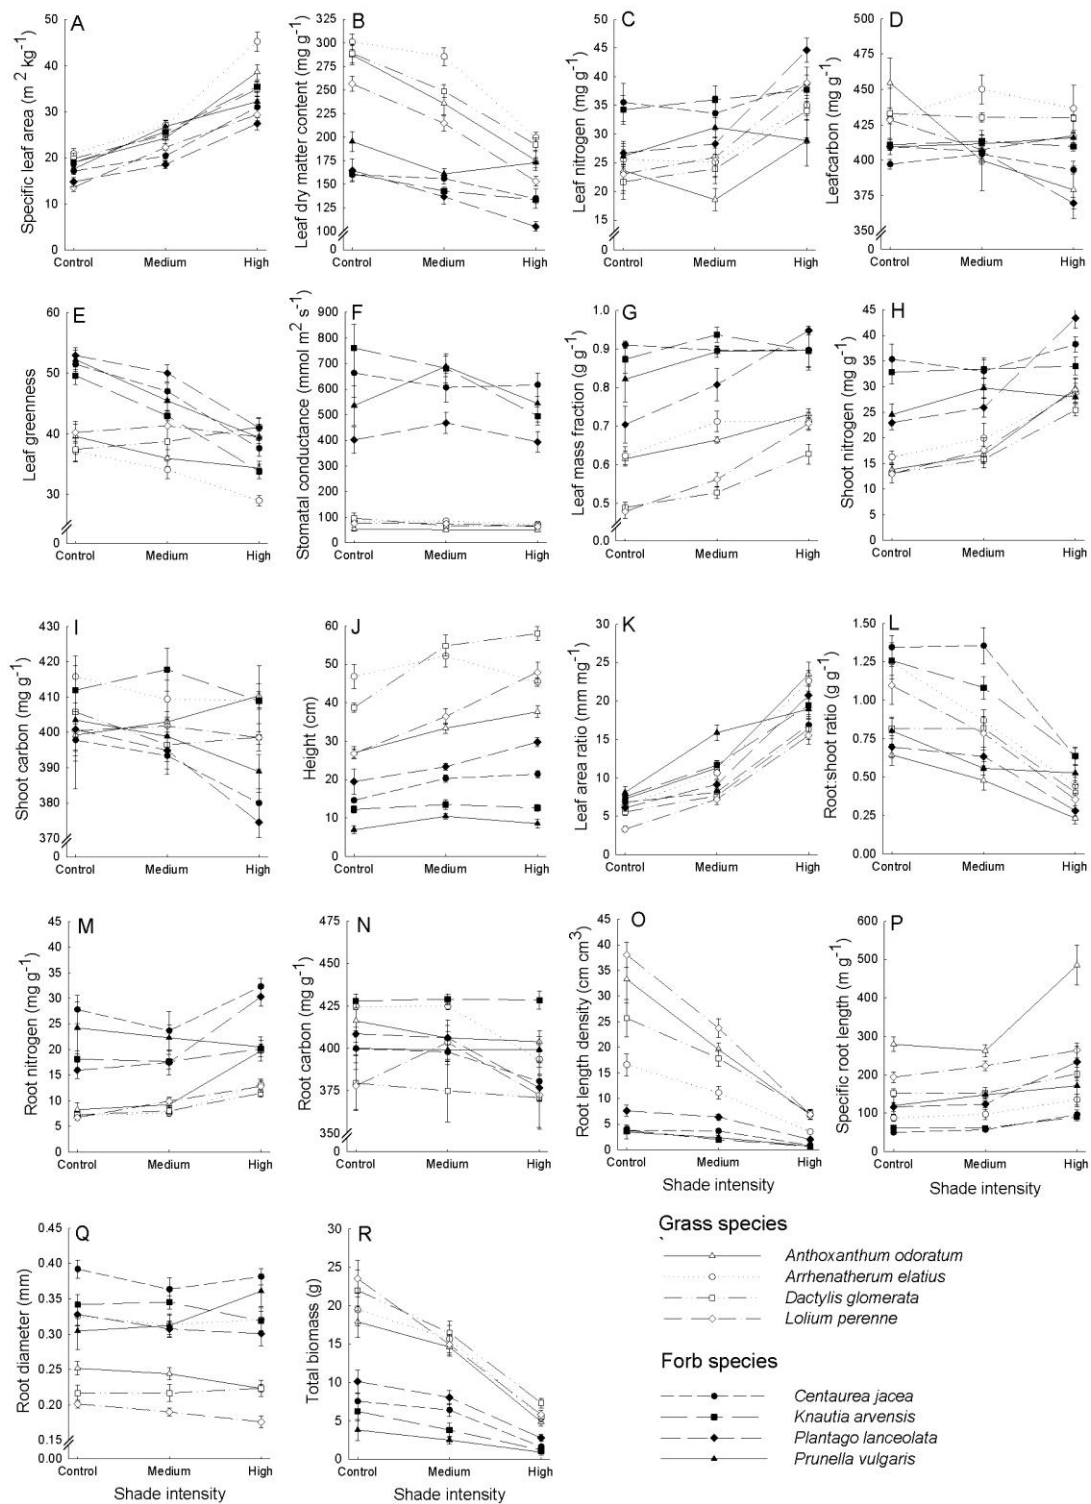 A
Specific leaf area (m 2 kg-1)
50
40
30
20
10
0
Control Medium High
B
Leaf dry matter content (mg g-1)
325
300
275
250
225
200
175
150
125
100
0
Control Medium High
C
Leaf nitrogen (mg g-1)
45
40
35
30
25
20
15
0
Control Medium High
D
Leafcarbon (mg g-1)
500
450
400
350
0
Control Medium High
E
Leaf greenness
60
50
40
30
0
Control Medium High
F
Stomatal conductance (mmol m2 s-1)
900
800
700
600
500
400
300
200
100
0
Control Medium High
G
Leaf mass fraction (g g-1)
1.0
0.9
0.8
0.7
0.6
0.5
0.0
Control Medium High
H
Shoot nitrogen (mg g-1)
45
40
35
30
25
20
15
10
5
0
Control Medium High
I
Shoot carbon (mg g-1)
430
420
410
400
390
380
370
0
Control Medium High
J
Height (cm)
60
50
40
30
20
10
0
Control Medium High
K
Leaf area ratio (mm mg-1)
30
25
20
15
10
5
0
Control Medium High
L
Root:shoot ratio (g g-1)
1.50
1.25
1.00
0.75
0.50
0.25
0.00
Control Medium High
M
Root nitrogen (mg g-1)
45
40
35
30
25
20
15
10
5
0
Control Medium High
N
Root carbon (mg g-1)
475
450
425
400
375
350
0
Control Medium High
O
Root length density (cm cm3)
45
40
35
30
25
20
15
10
5
0
Control Medium High
Shade intensity
P
Specific root length (m g-1)
600
500
400
300
200
100
0
Control Medium High
Shade intensity
Q
Root diameter (mm)
0.45
0.40
0.35
0.30
0.25
0.20
0.15
0.00
Control Medium High
Shade intensity
R
Total biomass (g)
30
25
20
15
10
5
0
Control Medium High
Shade intensity
Grass species
Anthoxanthum odoratum
Arrhenatherum elatius
Dactylis glomerata
Lolium perenne
Forb species
Centaurea jacea
Knautia arvensis
Plantago lanceolata
Prunella vulgaris